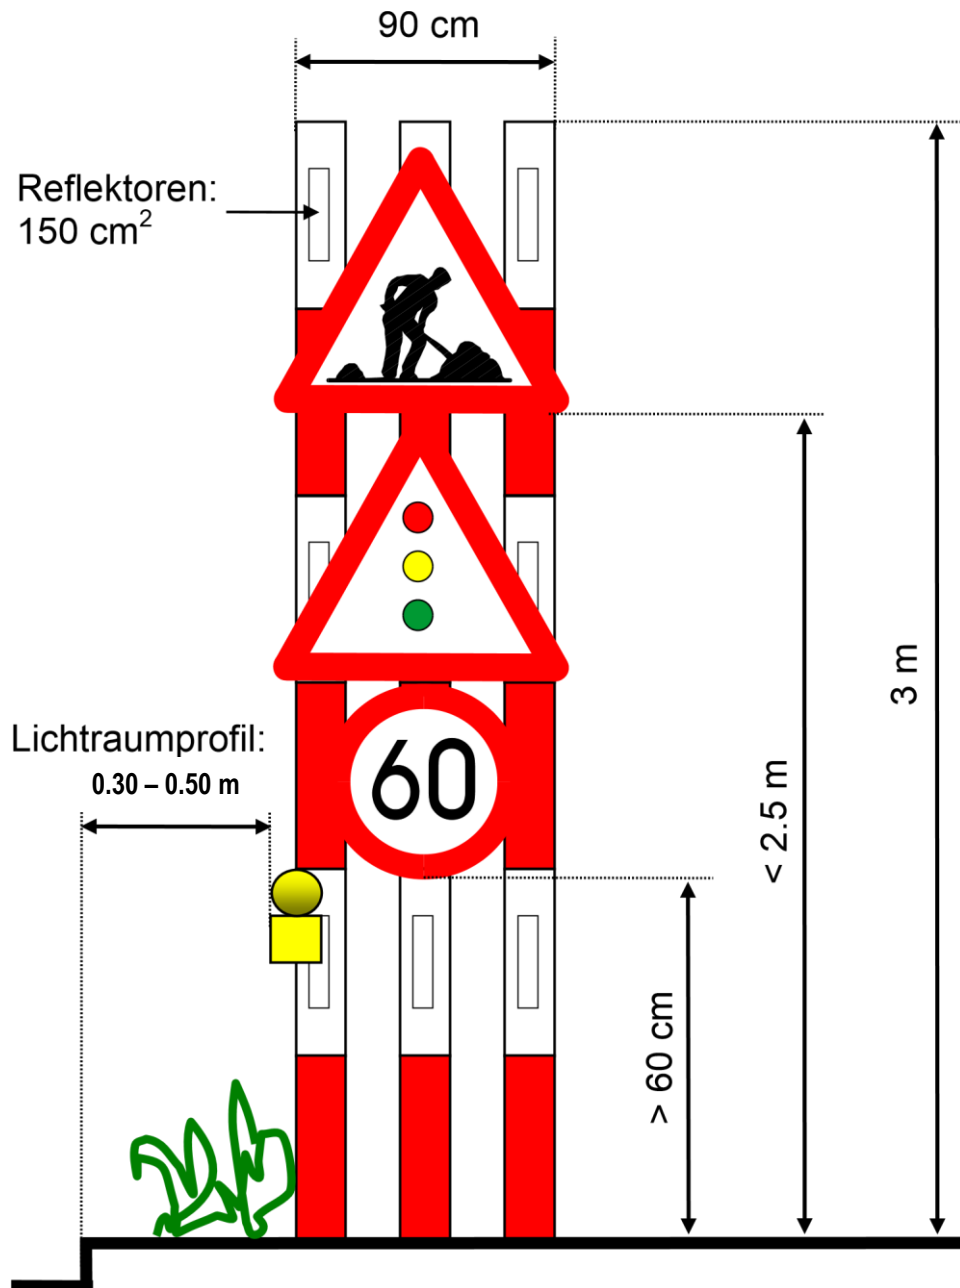 90 cm
Reflektoren:
150 cm²
3 m
< 2.5 m
Lichtraumprofil:
0.30 – 0.50 m
60
> 60 cm